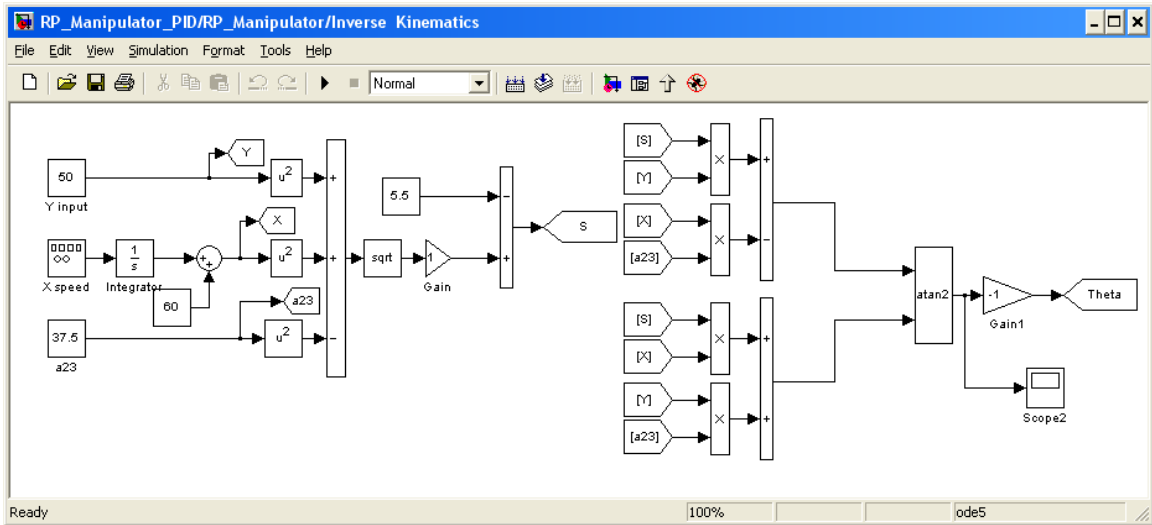 RP_Manipulator_PID/RP_Manipulator/Inverse Kinematics
File Edit View Simulation Format Tools Help
Normal
50
Y input
Y
u2
+
X speed
1
s
Integrator
60
+
+
X
u2
+
37.5
a23
a23
u2
-
sqrt
1
Gain
5.5
-
+
S
[S]
[Y]
×
+
[X]
[a23]
×
-
[S]
[X]
×
+
[Y]
[a23]
×
+
atan2
-1
Gain1
Theta
Scope2
Ready 100% ode5